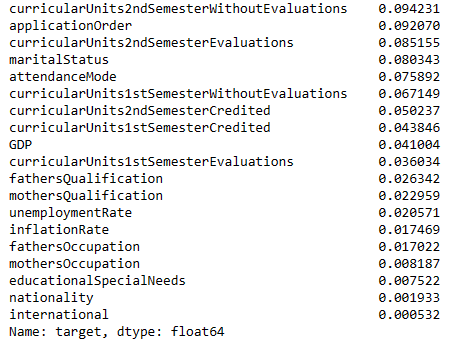 curricularUnits2ndSemesterWithoutEvaluations 0.094231
applicationOrder 0.092070
curricularUnits2ndSemesterEvaluations 0.085155
maritalStatus 0.080343
attendanceMode 0.075892
curricularUnits1stSemesterWithoutEvaluations 0.067149
curricularUnits2ndSemesterCredited 0.050237
curricularUnits1stSemesterCredited 0.043846
GDP 0.041004
curricularUnits1stSemesterEvaluations 0.036034
fathersQualification 0.026342
mothersQualification 0.022959
unemploymentRate 0.020571
inflationRate 0.017469
fathersOccupation 0.017022
mothersOccupation 0.008187
educationalSpecialNeeds 0.007522
nationality 0.001933
international 0.000532
Name: target, dtype: float64